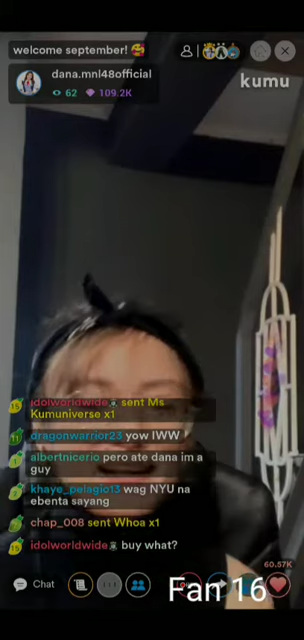 welcome september! 🥰
dana.mnl48official
62 109.2K
kumu
idolworldwide sent Ms
Kumuniverse x1
dragonwarrior23 yow IWW
albertnicerio pero ate dana im a
guy
khaye_pelagio13 wag NYU na
ebenta sayang
chap_008 sent Whoa x1
idolworldwide buy what?
60.57K
Chat
Fan 16